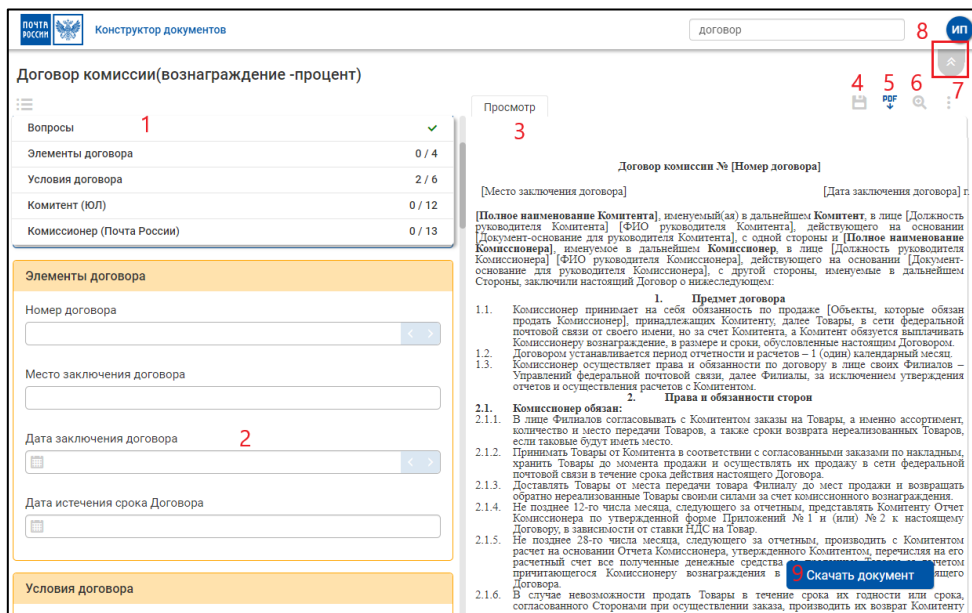 ПОЧТА
РОССИИ
Конструктор документов
договор
8
ИП
Договор комиссии(вознаграждение -процент)
4
5
6
7
PDF
Просмотр
3
Вопросы
1
Элементы договора 0 / 4
Условия договора 2 / 6
Комитент (ЮЛ) 0 / 12
Комиссионер (Почта России) 0 / 13
Элементы договора
Номер договора
Место заключения договора
Дата заключения договора
2
Дата истечения срока Договора
Условия договора
Договор комиссии № [Номер договора]
[Место заключения договора] [Дата заключения договора] г.
[Полное наименование Комитента], именуемый(ая) в дальнейшем Комитент, в лице [Должность
руководителя Комитента] [ФИО руководителя Комитента], действующего на основании
[Документ-основание для руководителя Комитента], с одной стороны и [Полное наименование
Комиссионера], именуемое в дальнейшем Комиссионер, в лице [Должность руководителя
Комиссионера] [ФИО руководителя Комиссионера], действующего на основании [Документ-
основание для руководителя Комиссионера], с другой стороны, именуемые в дальнейшем
Стороны, заключили настоящий Договор о нижеследующем:
1. Предмет договора
1.1. Комиссионер принимает на себя обязанность по продаже [Объекты, которые обязан
продать Комиссионер], принадлежащих Комитенту, далее Товары, в сети федеральной
почтовой связи от своего имени, но за счет Комитента, а Комитент обязуется выплачивать
Комиссионеру вознаграждение, в размере и сроки, обусловленные настоящим Договором.
1.2. Договором устанавливается период отчетности и расчетов – 1 (один) календарный месяц.
1.3. Комиссионер осуществляет права и обязанности по договору в лице своих Филиалов –
Управлений федеральной почтовой связи, далее Филиалы, за исключением утверждения
отчетов и осуществления расчетов с Комитентом.
2. Права и обязанности сторон
2.1. Комиссионер обязан:
2.1.1. В лице Филиалов согласовывать с Комитентом заказы на Товары, а именно ассортимент,
количество и место передачи Товаров, а также сроки возврата нереализованных Товаров,
если таковые будут иметь место.
2.1.2. Принимать Товары от Комитента в соответствии с согласованными заказами по накладным,
хранить Товары до момента продажи и осуществлять их продажу в сети федеральной
почтовой связи в течение срока действия настоящего Договора.
2.1.3. Доставлять Товары от места передачи товара Филиалу до мест продажи и возвращать
обратно нереализованные Товары своими силами за счет комиссионного вознаграждения.
2.1.4. Не позднее 12-го числа месяца, следующего за отчетным, представлять Комитенту Отчет
Комиссионера по утвержденной форме Приложений № 1 и (или) № 2 к настоящему
Договору, в зависимости от ставки НДС на Товар.
2.1.5. Не позднее 28-го числа месяца, следующего за отчетным, производить с Комитентом
расчет на основании Отчета Комиссионера, утвержденного Комитентом, перечисляя на его
расчетный счет все полученные денежные средства
причитающегося Комиссионеру вознаграждения в
Договора.
9
Скачать документ
2.1.6. В случае невозможности продать Товары в течение срока их годности или срока,
согласованного Сторонами при осуществлении заказа, производить их возврат Комитенту